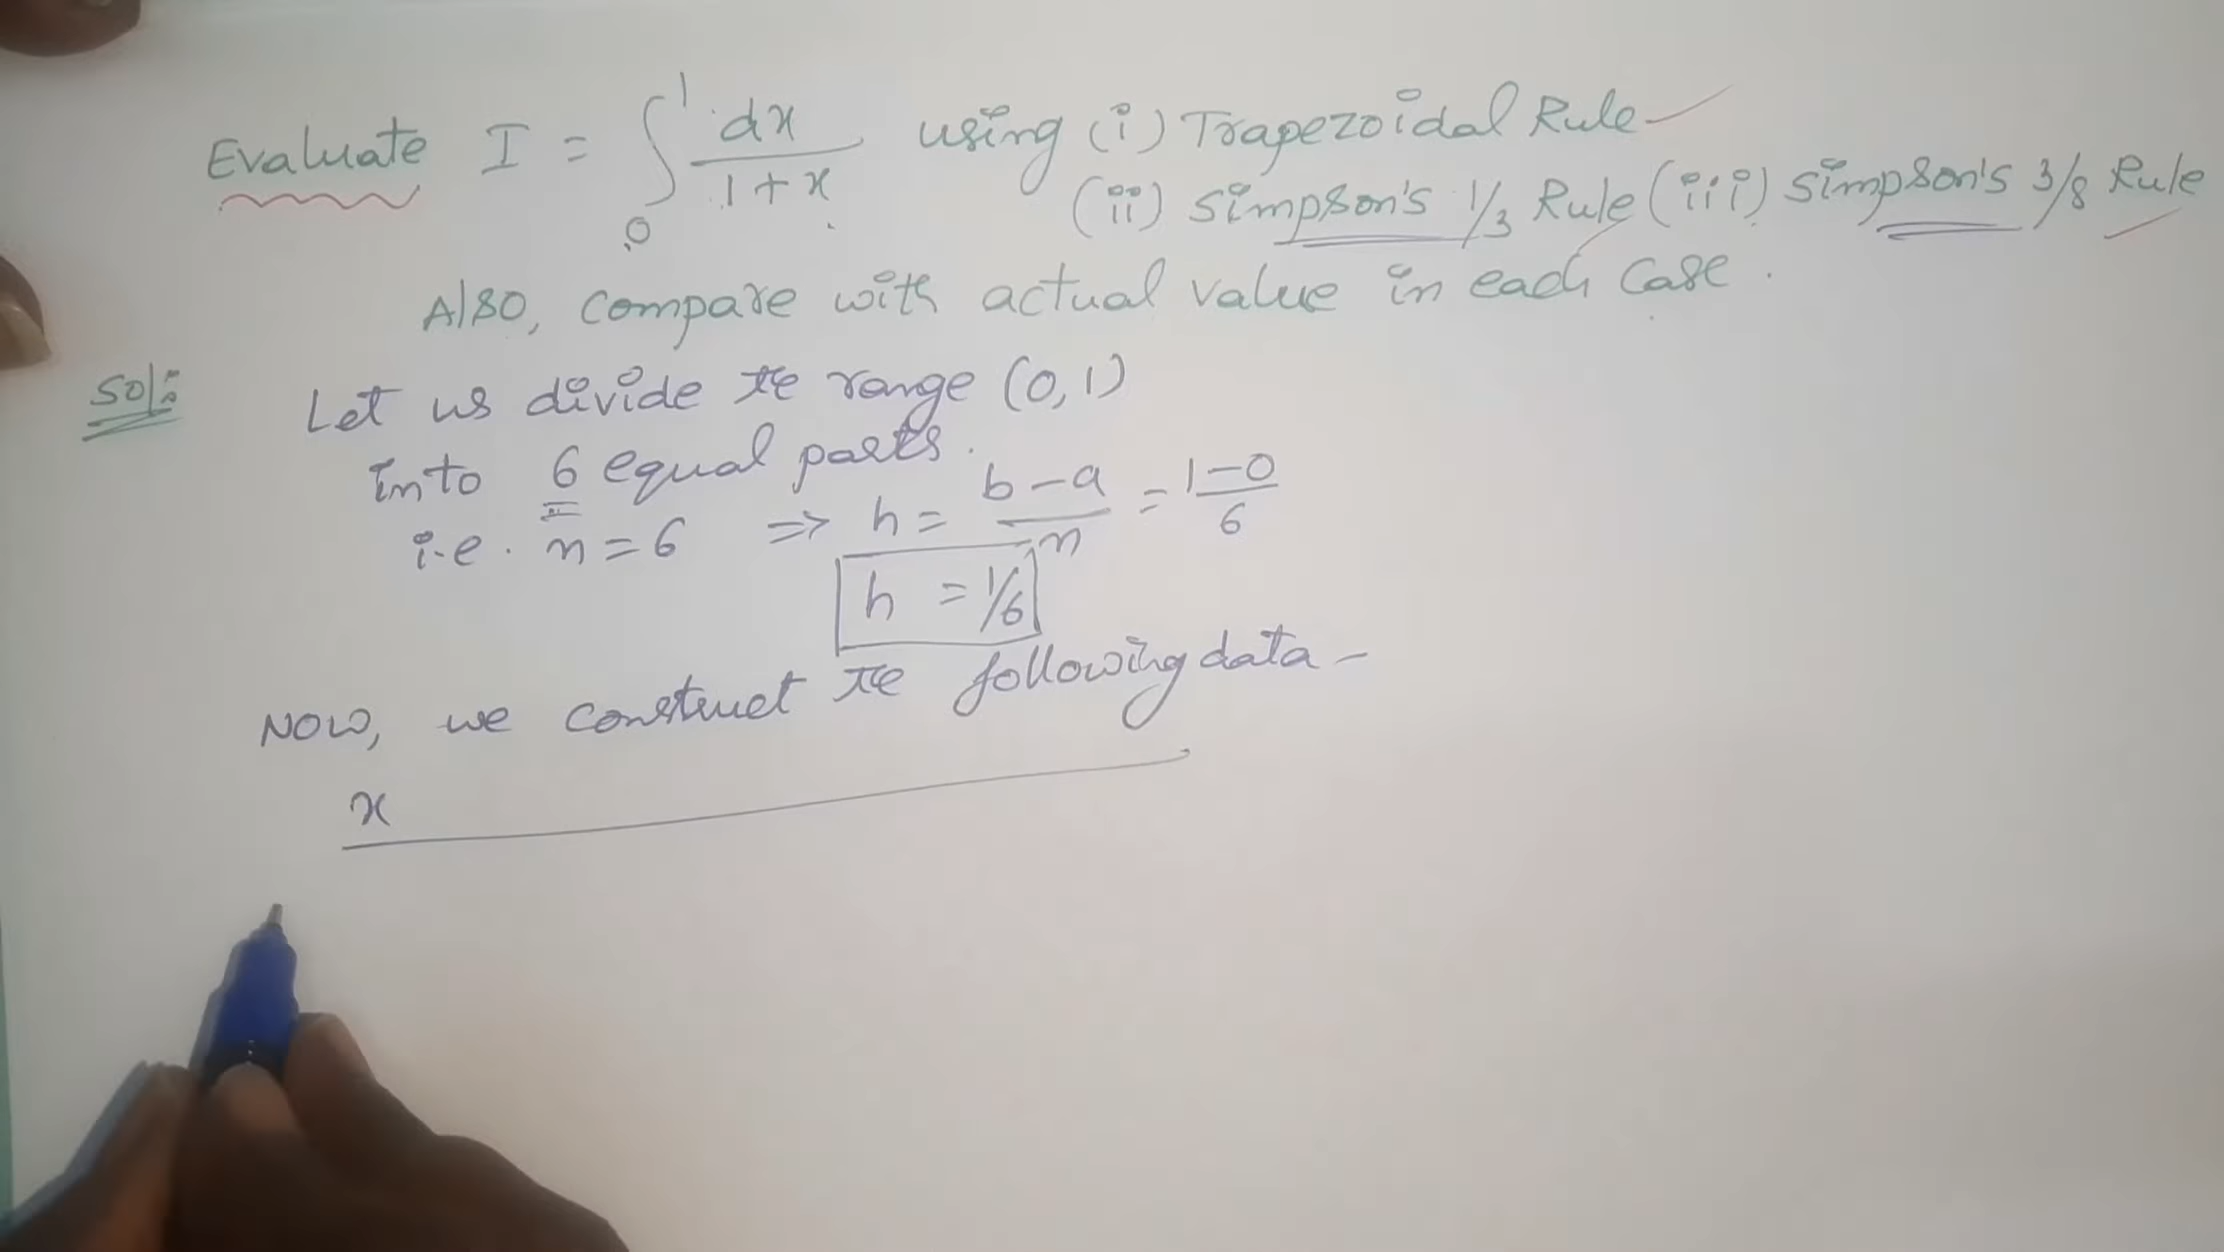 Evaluate I = ∫₀¹ dx/(1+x) using (i) Trapezoidal Rule
(ii) Simpson's 1/3 Rule (iii) Simpson's 3/8 Rule
Also, compare with actual value in each case.
Sol:
Let us divide the range (0,1)
into 6 equal parts.
i.e. n=6 => h = (b-a)/n = (1-0)/6
h = 1/6
NOW, we construct the following data -
x